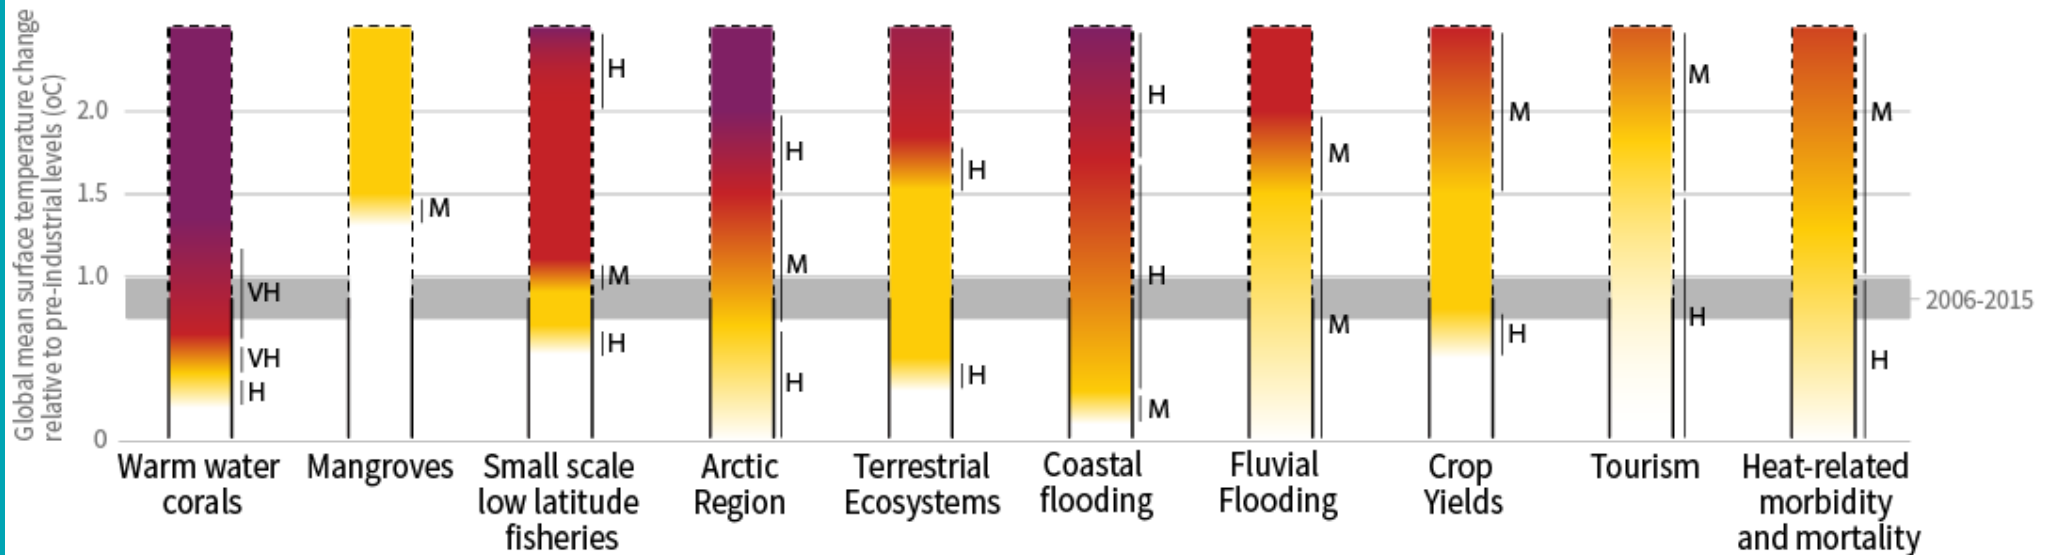 Global mean surface temperature change
relative to pre-industrial levels (oC)
2.0
1.5
1.0
0
VH
VH
H
M
H
M
H
H
M
H
H
H
H
H
M
M
M
M
H
M
H
M
H
2006-2015
Warm water
corals
Mangroves
Small scale
low latitude
fisheries
Arctic
Region
Terrestrial
Ecosystems
Coastal
flooding
Fluvial
Flooding
Crop
Yields
Tourism
Heat-related
morbidity
and mortality